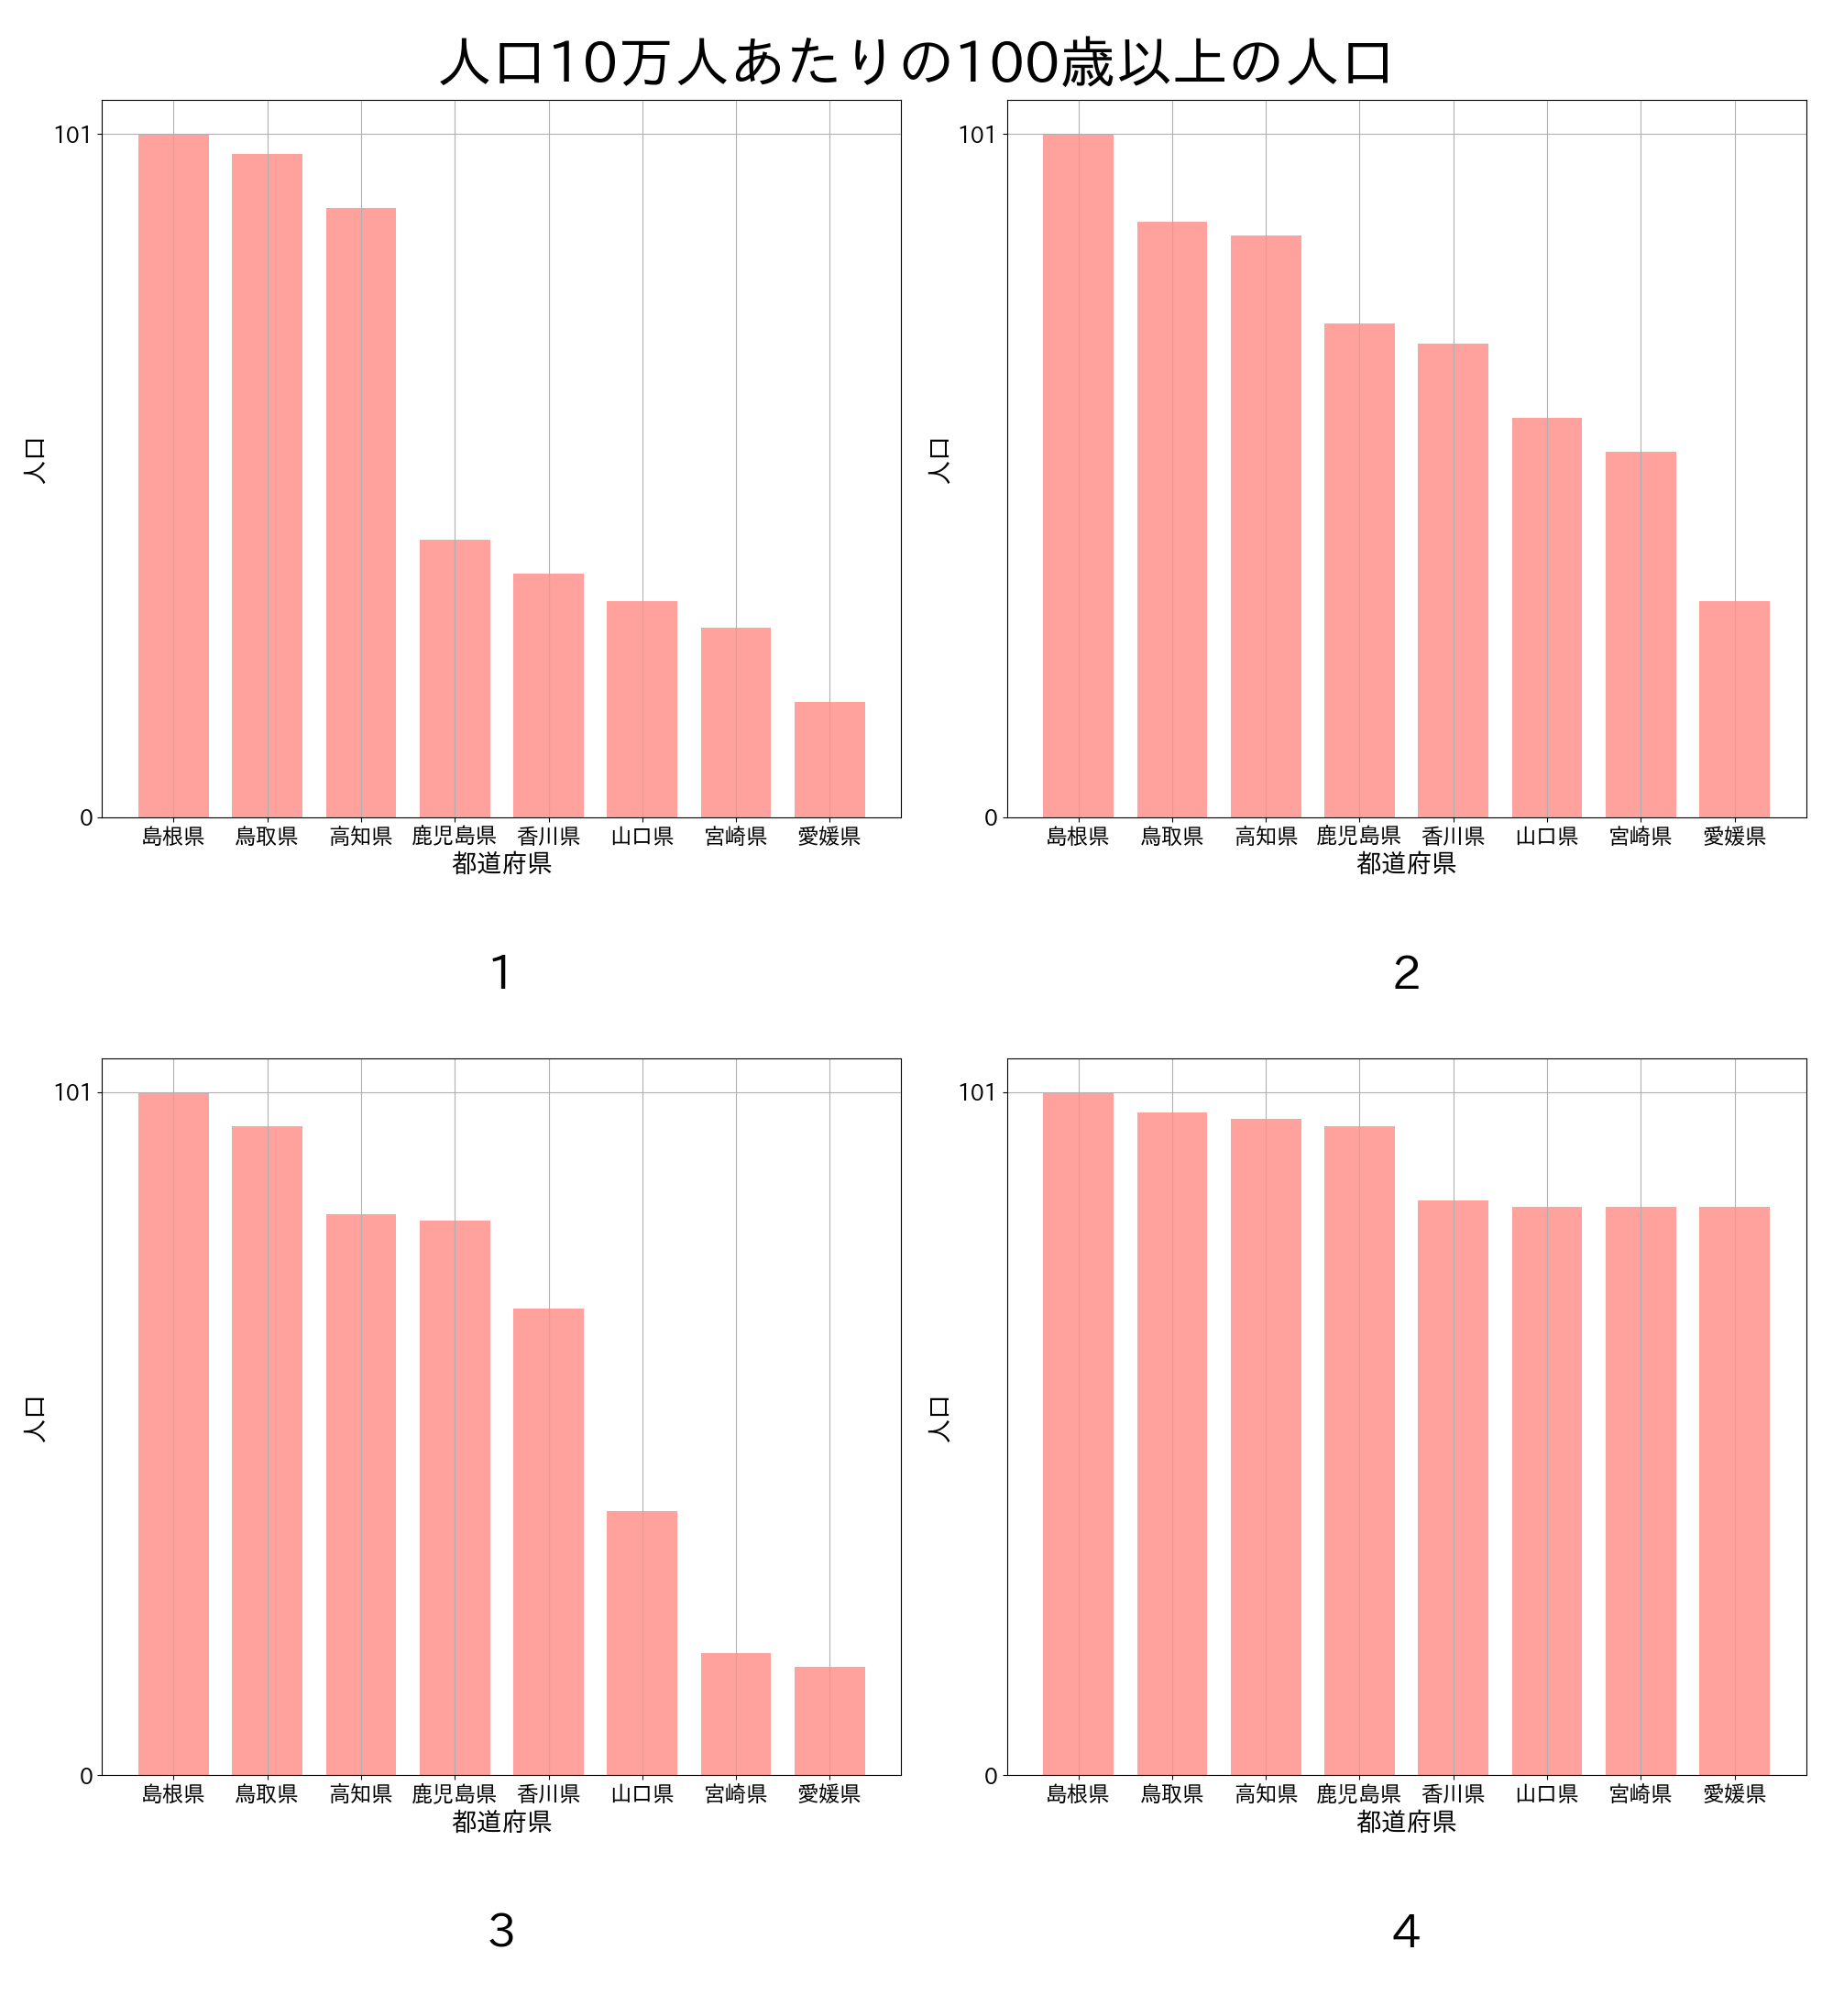 人口10万人あたりの100歳以上の人口
101
0
人口
島根県 鳥取県 高知県 鹿児島県 香川県 山口県 宮崎県 愛媛県
都道府県
1
101
0
人口
島根県 鳥取県 高知県 鹿児島県 香川県 山口県 宮崎県 愛媛県
都道府県
2
101
0
人口
島根県 鳥取県 高知県 鹿児島県 香川県 山口県 宮崎県 愛媛県
都道府県
3
101
0
人口
島根県 鳥取県 高知県 鹿児島県 香川県 山口県 宮崎県 愛媛県
都道府県
4